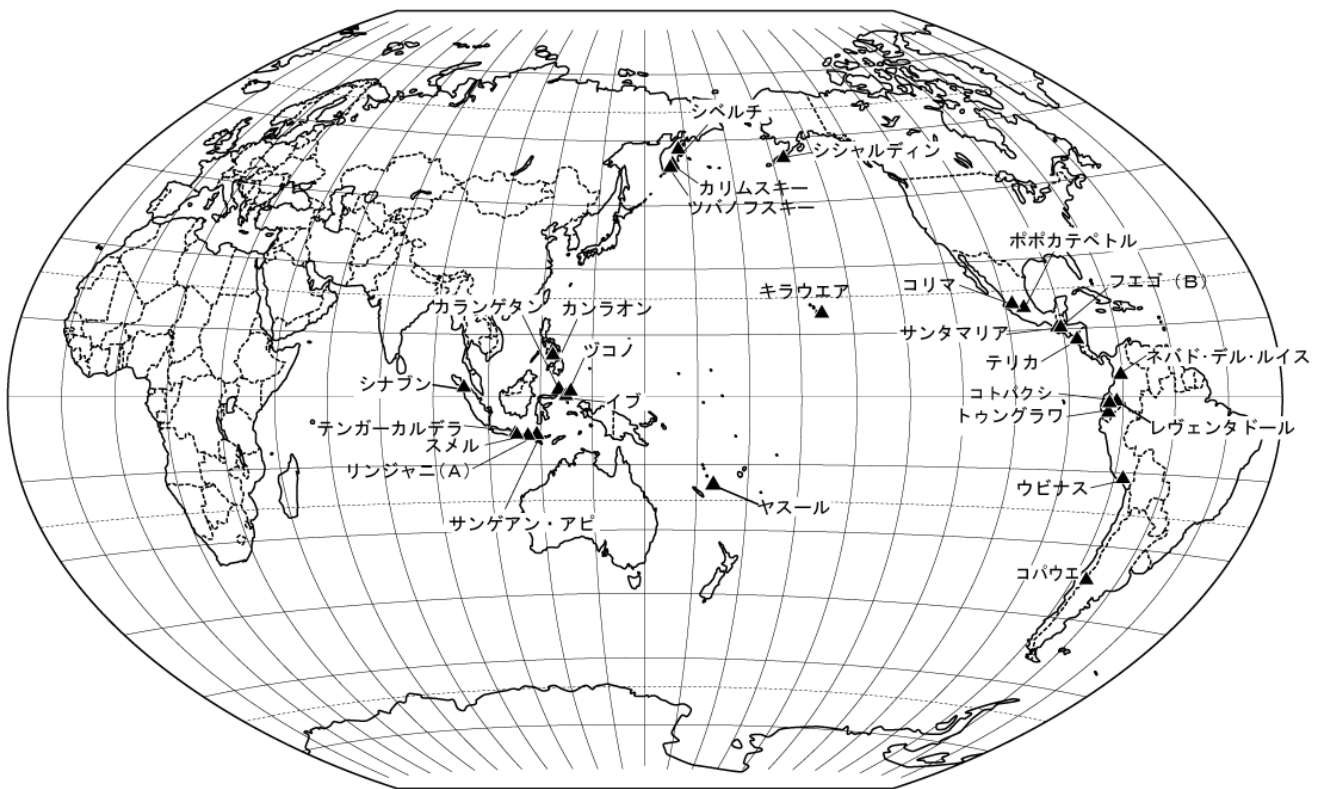 シベルチ
シシャルディン
カリムスキー
ヅパノフスキー
ポポカテペトル
コリマ
フエゴ（B）
キラウエア
カランゲタン
カンラオン
サンタマリア
ヅコノ
テリカ
ネバド・デル・ルイス
シナブン
コトパクシ
イブ
トゥングラワ
テンガーカルデラ
レヴェンタドール
スメル
リンジャニ（A）
ウビナス
ヤスール
サンゲアン・アピ
コパウエ